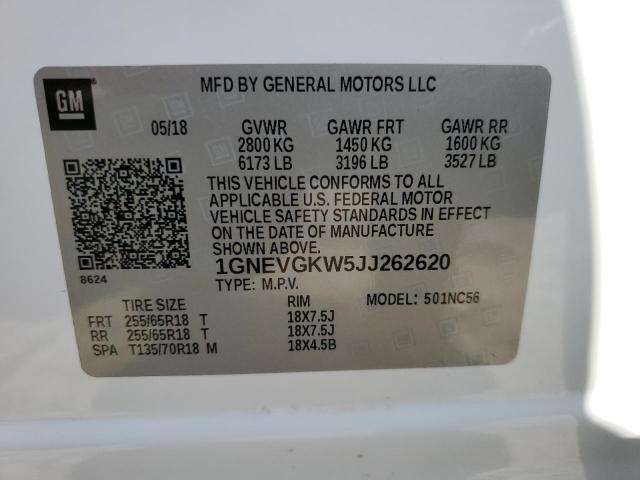 GM
MFD BY GENERAL MOTORS LLC
05/18 GVWR GAWR FRT GAWR RR
2800 KG 1450 KG 1600 KG
6173 LB 3196 LB 3527 LB
THIS VEHICLE CONFORMS TO ALL
APPLICABLE U.S. FEDERAL MOTOR
VEHICLE SAFETY STANDARDS IN EFFECT
ON THE DATE OF MANUFACTURE
SHOWN ABOVE.
8624
1GNEVGKW5JJ262620
TYPE: M.P.V. MODEL: 501NC56
TIRE SIZE RIM
FRT 255/65R18 T 18X7.5J
RR 255/65R18 T 18X7.5J
SPA T135/70R18 M 18X4.5B